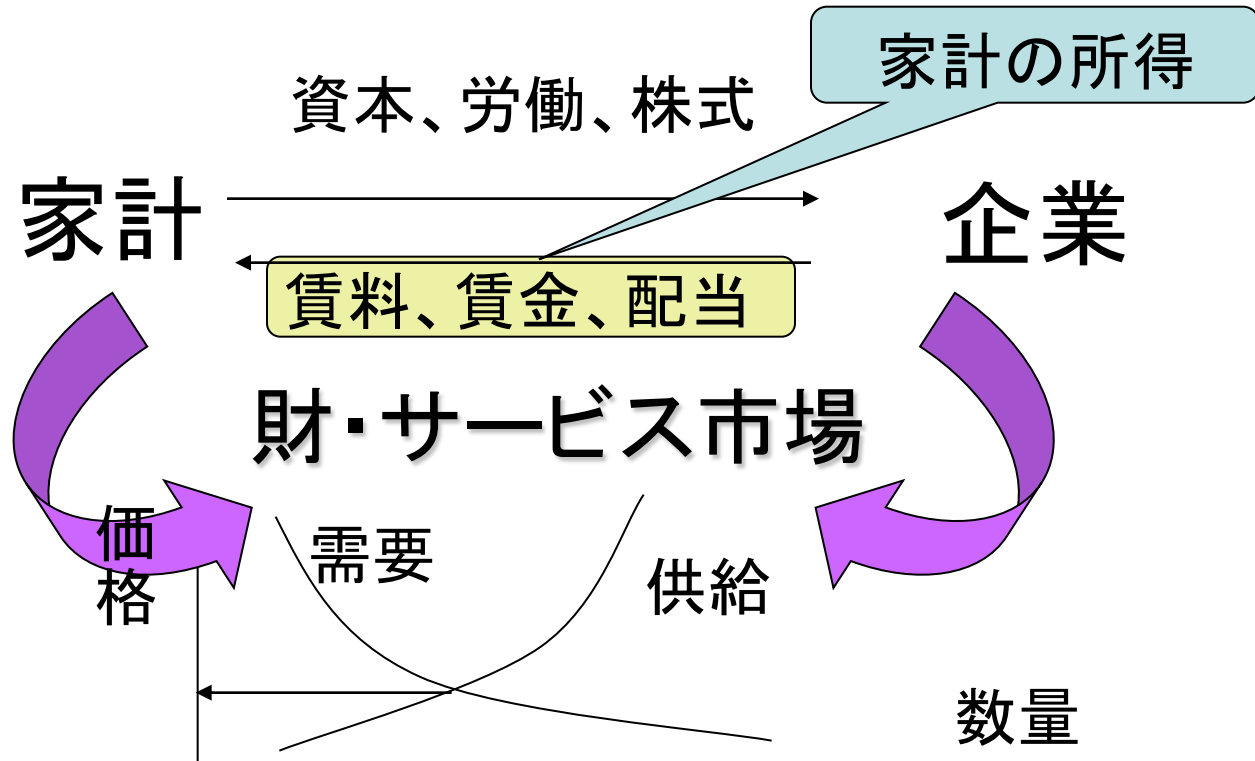 家計の所得
資本、労働、株式
家計
企業
賃料、賃金、配当
財・サービス市場
価
格
需要
供給
数量